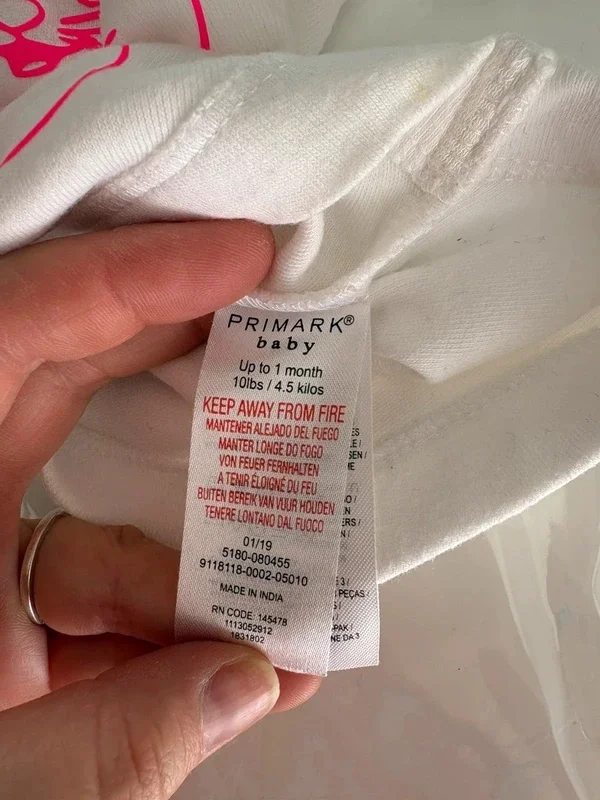 PRIMARK®
baby
Up to 1 month
10lbs / 4.5 kilos
KEEP AWAY FROM FIRE
MANTENER ALEJADO DEL FUEGO
MANTER LONGE DO FOGO
VON FEUER FERNHALTEN
A TENIR ÉLOIGNÉ DU FEU
BUITEN BEREIK VAN VUUR HOUDEN
TENERE LONTANO DAL FUOCO
01/19
5180-080455
9118118-0002-05010
MADE IN INDIA
RN CODE: 145478
1113052912
1831802
PEÇAS /